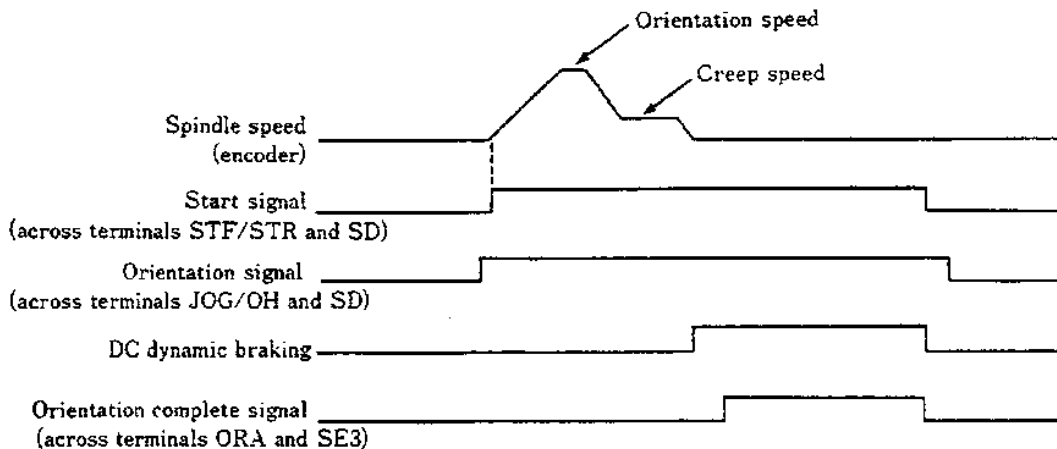 Orientation speed
Creep speed
Spindle speed
(encoder)
Start signal
(across terminals STF/STR and SD)
Orientation signal
(across terminals JOG/OH and SD)
DC dynamic braking
Orientation complete signal
(across terminals ORA and SE3)